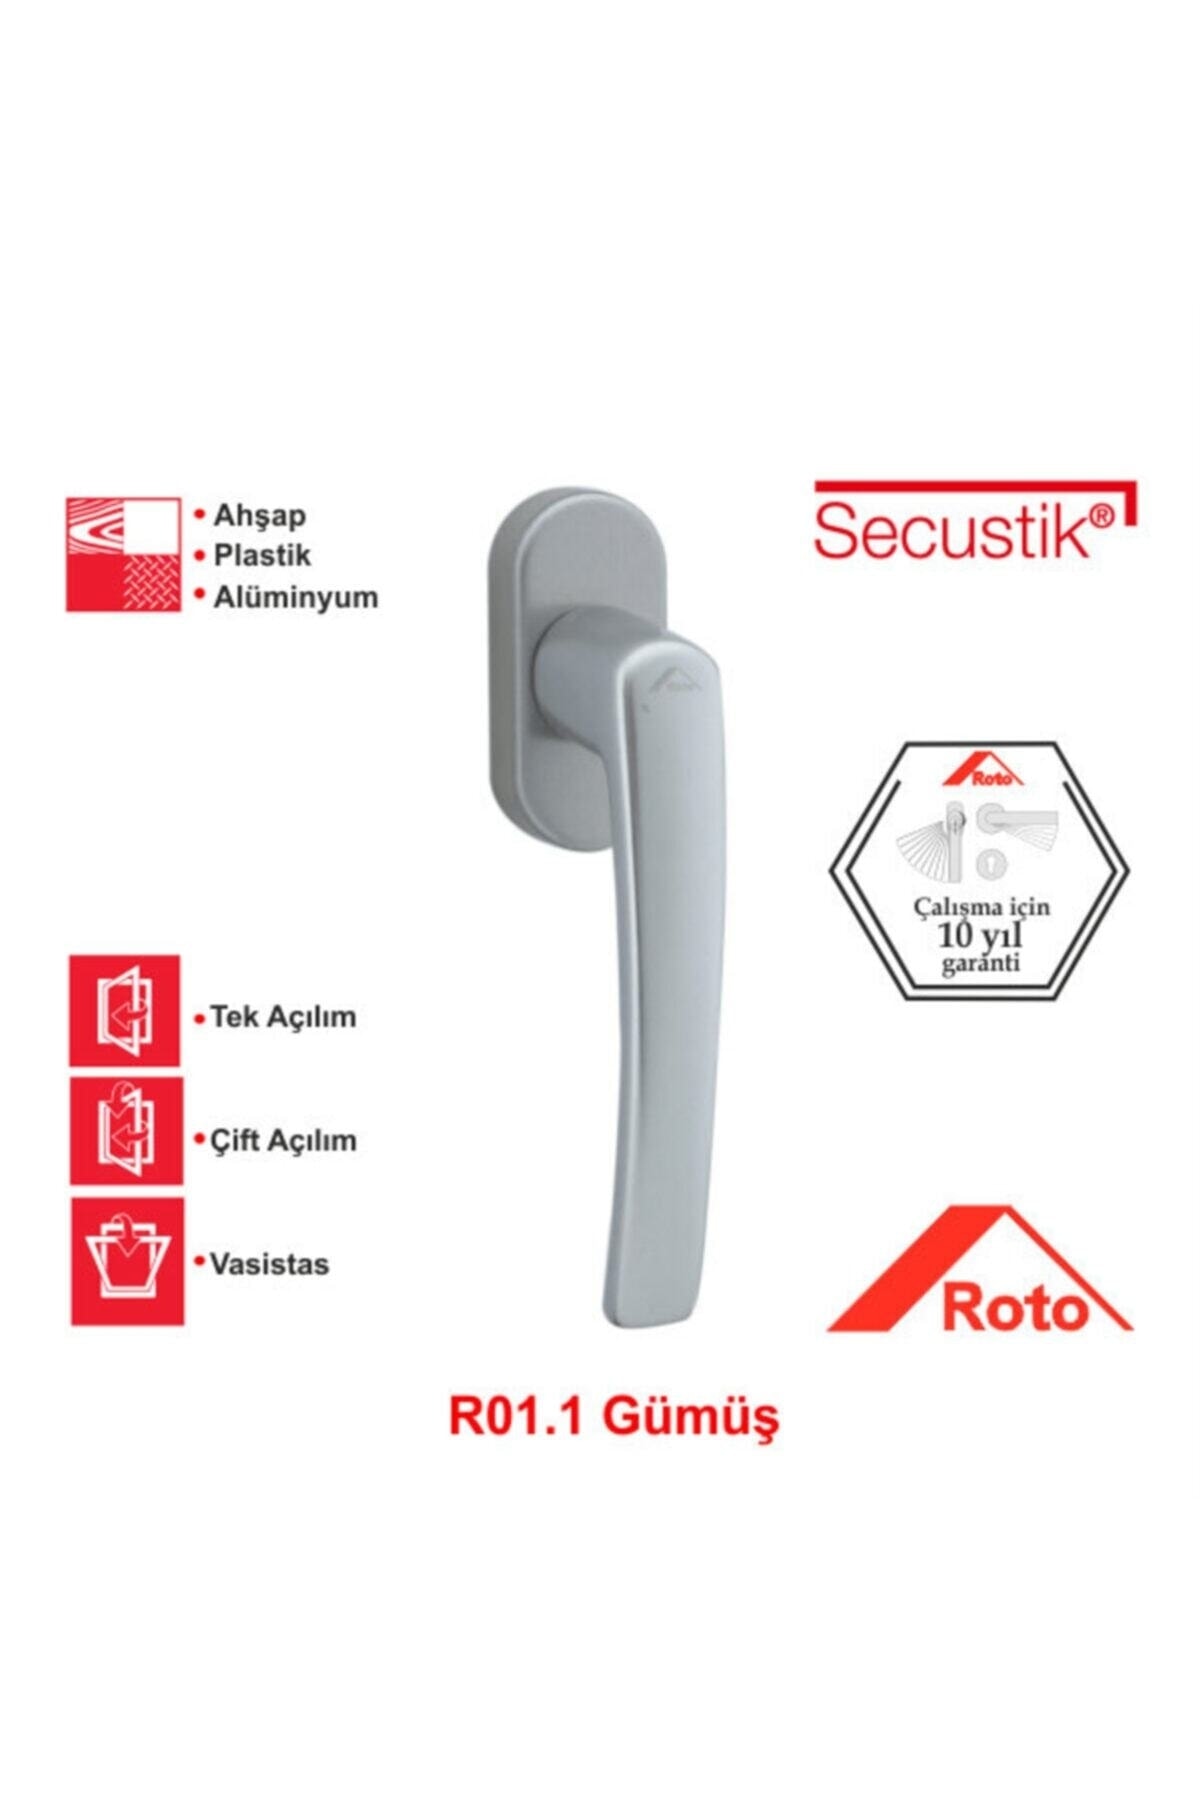 Ahşap
Plastik
Alüminyum
Secustik®
Roto
Roto
Çalışma için
10 yıl
garanti
Tek Açılım
Çift Açılım
Vasistas
Roto
R01.1 Gümüş